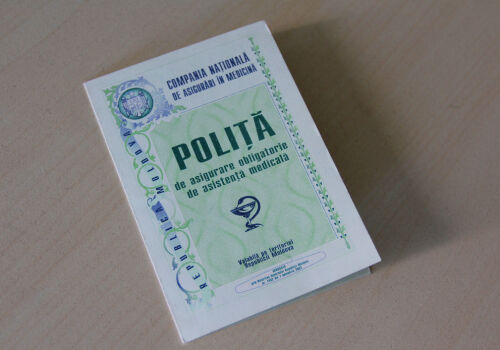 COMPANIA NAȚIONALĂ
DE ASIGURĂRI ÎN MEDICINĂ
REPUBLICA MOLDOVA
POLIȚĂ
de asigurare obligatorie
de asistență medicală
Valabilă pe teritoriul
Republicii Moldova